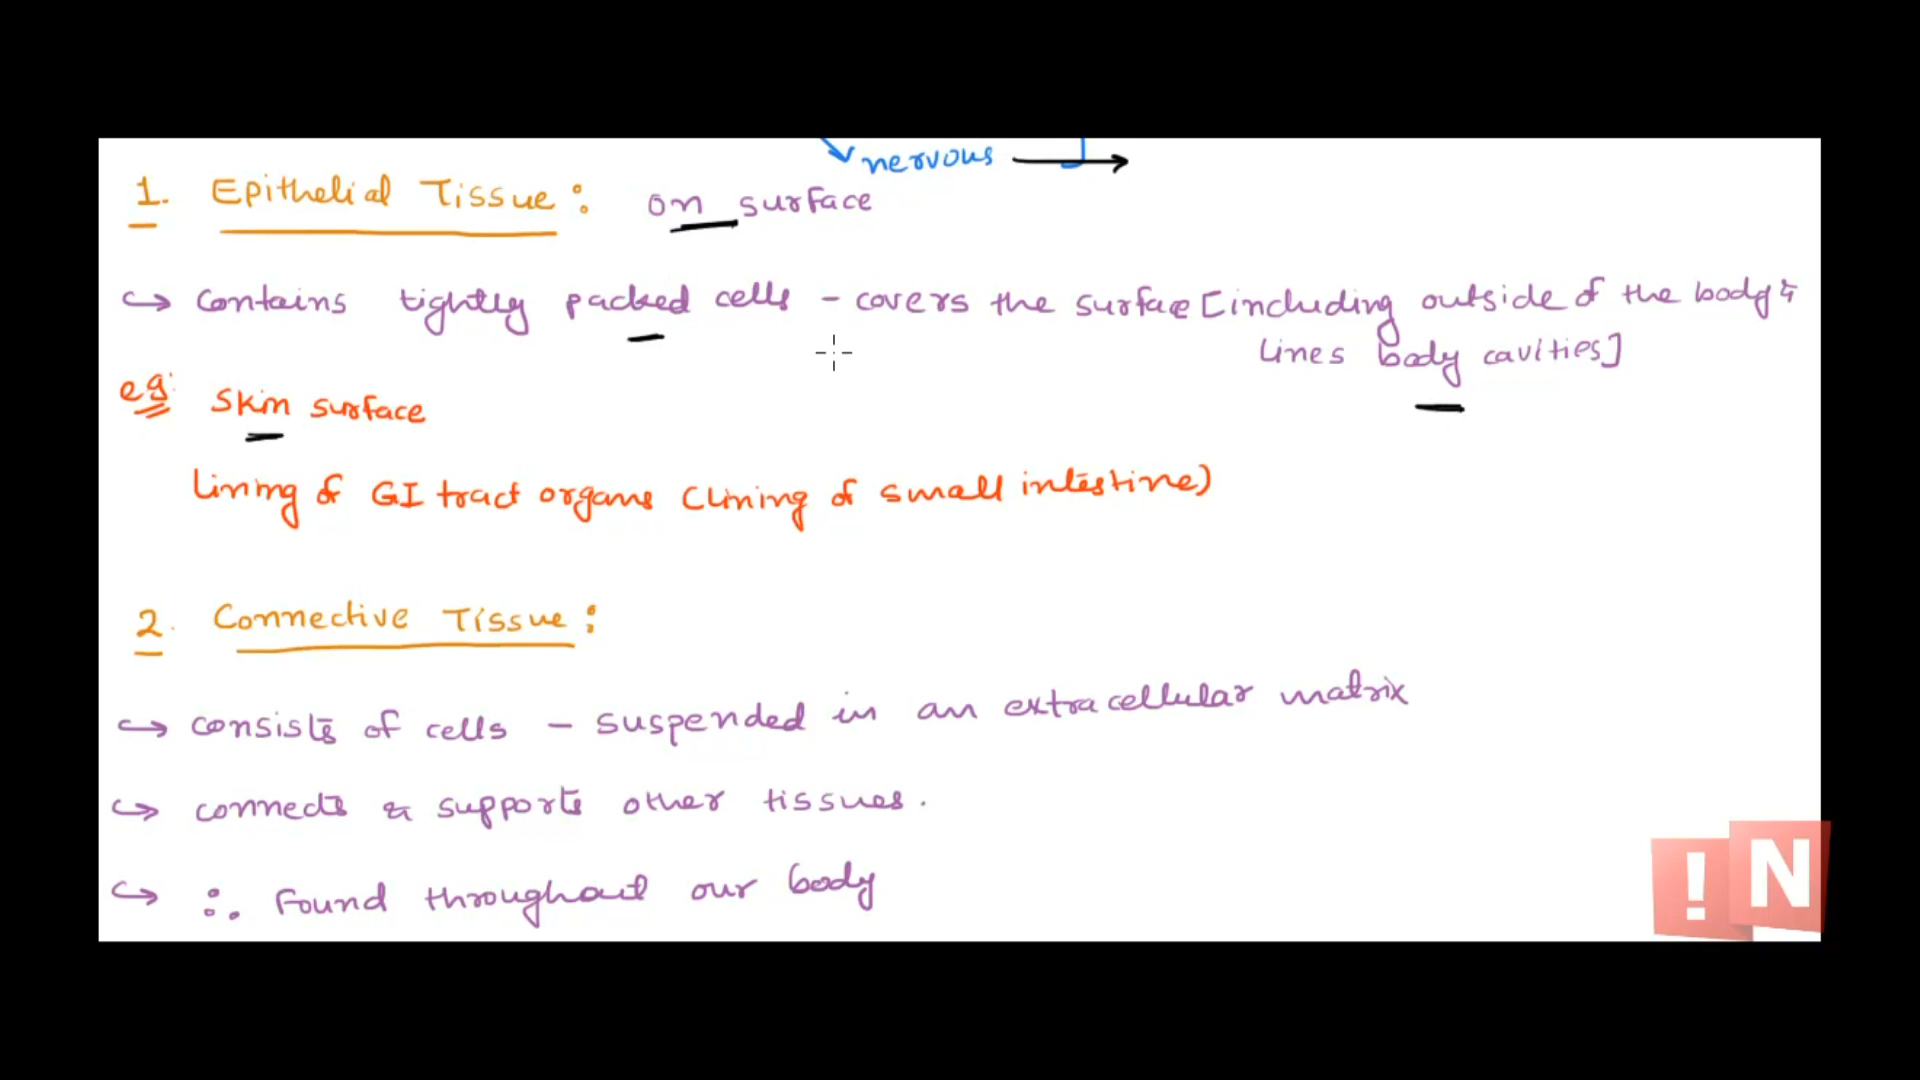 nervous →
1. Epithelial Tissue: on surface
↪ contains tightly packed cells - covers the surface [including outside of the body &
lines body cavities]
eg: Skin surface
Lining of GI tract organs (lining of small intestine)
2. Connective Tissue:
↪ consists of cells - suspended in an extracellular matrix
↪ connects & supports other tissues.
↪ ∴ Found throughout our body
! N